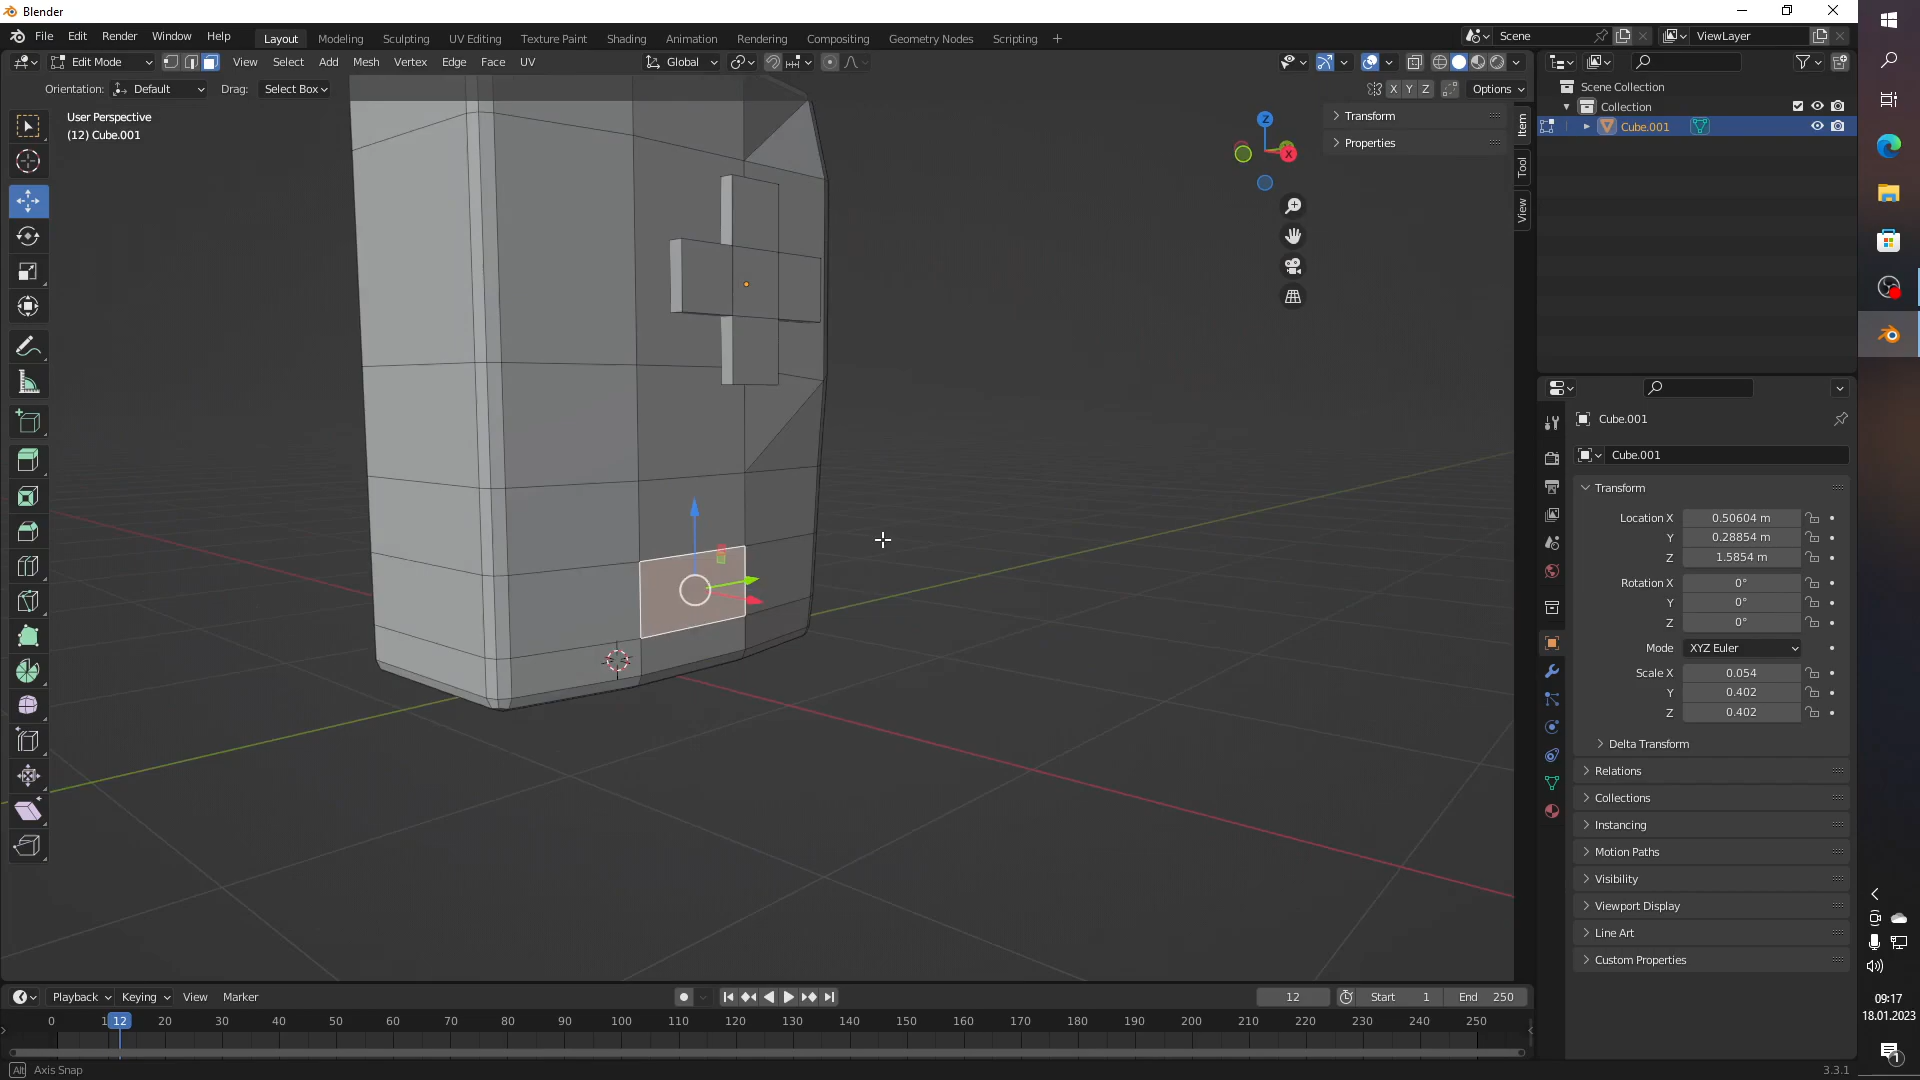 Blender
File Edit Render Window Help
Layout Modeling Sculpting UV Editing Texture Paint Shading Animation Rendering Compositing Geometry Nodes Scripting +
Scene
ViewLayer
Edit Mode
View Select Add Mesh Vertex Edge Face UV
Global
Orientation: Default Drag: Select Box
X Y Z Options
User Perspective
(12) Cube.001
Z
X
Transform
Properties
Item
Tool
View
Scene Collection
Collection
Cube.001
Cube.001
Cube.001
Transform
Location X 0.50604 m
Y 0.28854 m
Z 1.5854 m
Rotation X 0°
Y 0°
Z 0°
Mode XYZ Euler
Scale X 0.054
Y 0.402
Z 0.402
Delta Transform
Relations
Collections
Instancing
Motion Paths
Visibility
Viewport Display
Line Art
Custom Properties
Playback Keying View Marker
12 Start 1 End 250
0 1 12 20 30 40 50 60 70 80 90 100 110 120 130 140 150 160 170 180 190 200 210 220 230 240 250
Alt Axis Snap
3.3.1
09:17
18.01.2023
1